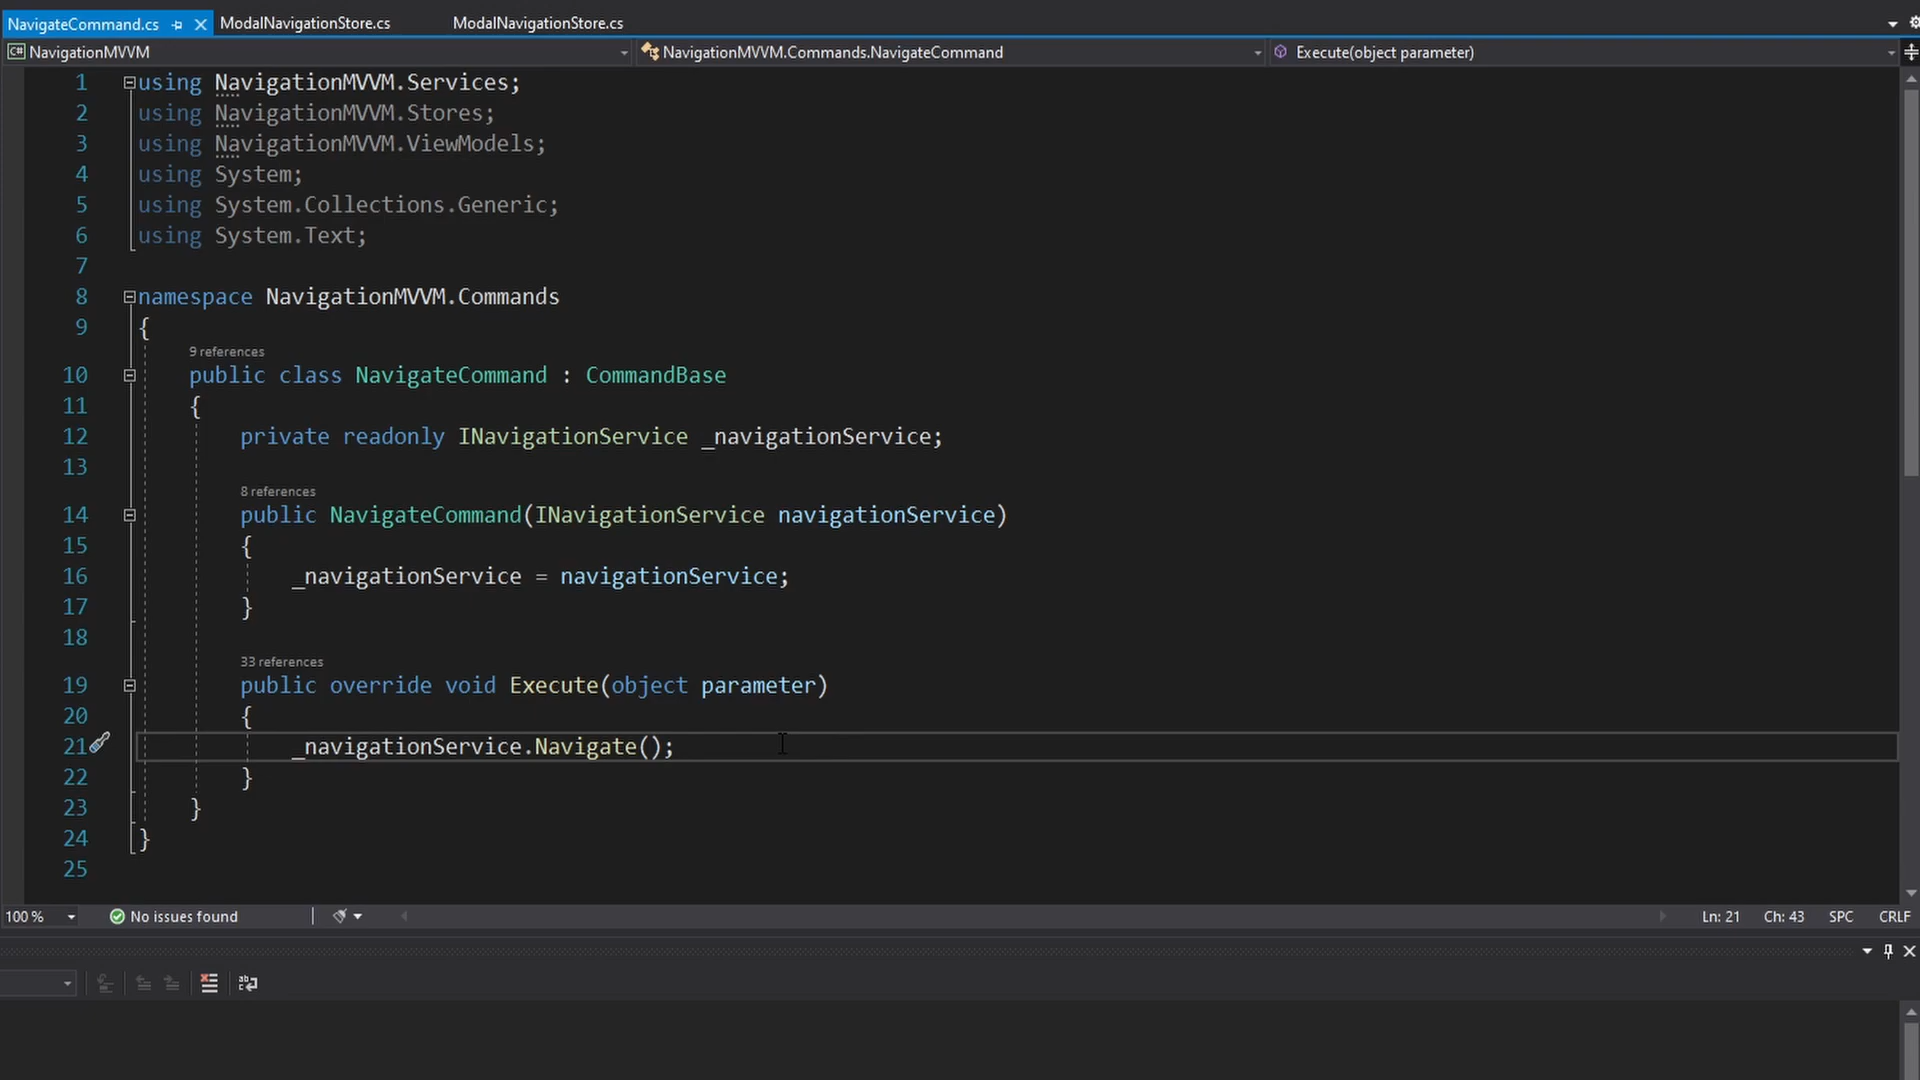 NavigateCommand.cs ModalNavigationStore.cs ModalNavigationStore.cs
C# NavigationMVVM NavigationMVVM.Commands.NavigateCommand Execute(object parameter)
1 using NavigationMVVM.Services;
2 using NavigationMVVM.Stores;
3 using NavigationMVVM.ViewModels;
4 using System;
5 using System.Collections.Generic;
6 using System.Text;
7
8 namespace NavigationMVVM.Commands
9 {
9 references
10 public class NavigateCommand : CommandBase
11 {
12 private readonly INavigationService _navigationService;
13
8 references
14 public NavigateCommand(INavigationService navigationService)
15 {
16 _navigationService = navigationService;
17 }
18
33 references
19 public override void Execute(object parameter)
20 {
21 _navigationService.Navigate();
22 }
23 }
24 }
25
100 % No issues found Ln: 21 Ch: 43 SPC CRLF